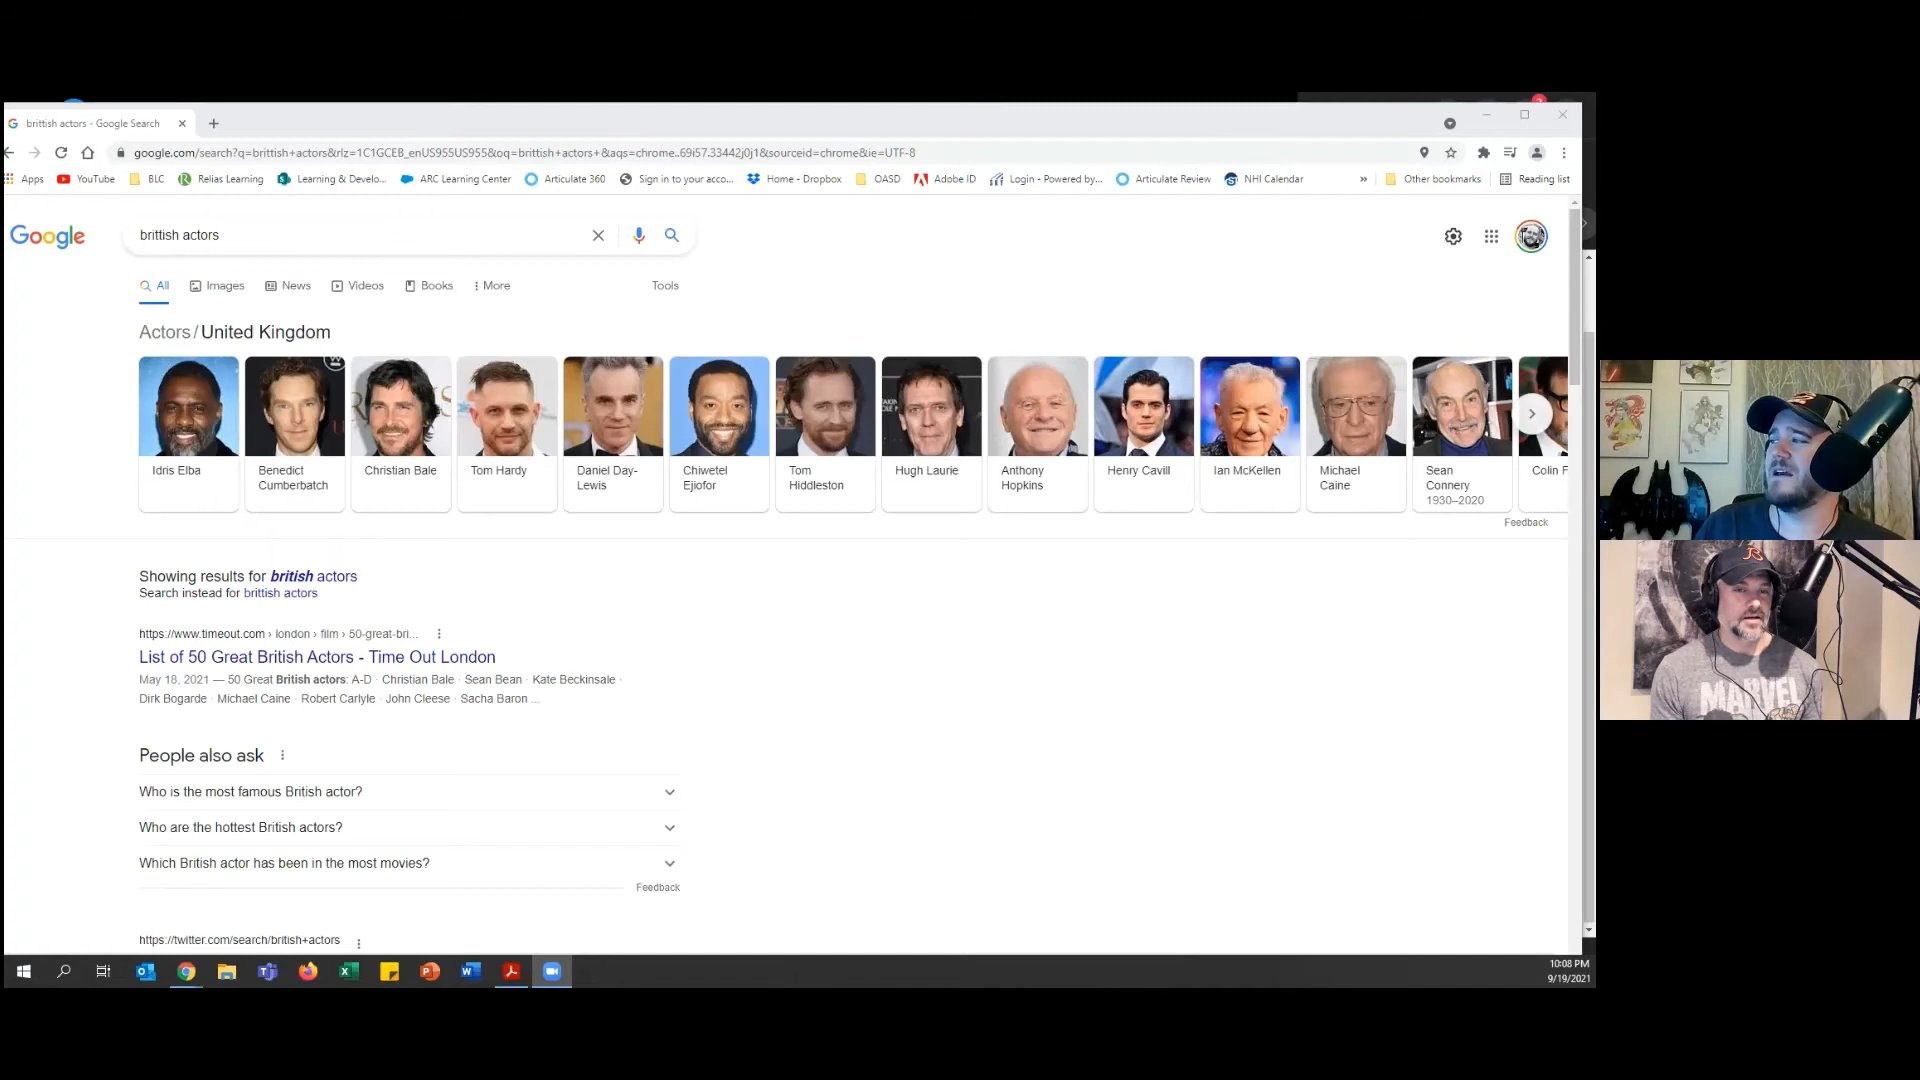 brittish actors - Google Search
google.com/search?q=brittish+actors&rlz=1C1GCEB_enUS955US955&oq=brittish+actors+&aqs=chrome..69i57.33442j0j1&sourceid=chrome&ie=UTF-8
Apps YouTube BLC Relias Learning Learning & Develo... ARC Learning Center Articulate 360 Sign in to your acco... Home - Dropbox OASD Adobe ID Login - Powered by... Articulate Review NHI Calendar » Other bookmarks Reading list
Google
brittish actors
All Images News Videos Books More Tools
Actors / United Kingdom
Idris Elba
Benedict
Cumberbatch
Christian Bale
Tom Hardy
Daniel Day-
Lewis
Chiwetel
Ejiofor
Tom
Hiddleston
Hugh Laurie
Anthony
Hopkins
Henry Cavill
Ian McKellen
Michael
Caine
Sean
Connery
1930–2020
Colin F
Feedback
Showing results for british actors
Search instead for brittish actors
https://www.timeout.com › london › film › 50-great-bri...
List of 50 Great British Actors - Time Out London
May 18, 2021 — 50 Great British actors: A-D · Christian Bale · Sean Bean · Kate Beckinsale ·
Dirk Bogarde · Michael Caine · Robert Carlyle · John Cleese · Sacha Baron ...
People also ask
Who is the most famous British actor?
Who are the hottest British actors?
Which British actor has been in the most movies?
Feedback
https://twitter.com/search/british+actors
10:08 PM
9/19/2021
MARVEL